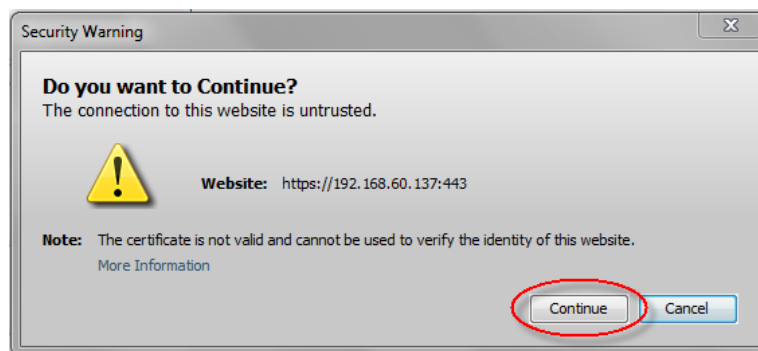 Security Warning
Do you want to Continue?
The connection to this website is untrusted.
Website: https://192.168.60.137:443
Note: The certificate is not valid and cannot be used to verify the identity of this website.
More Information
Continue Cancel